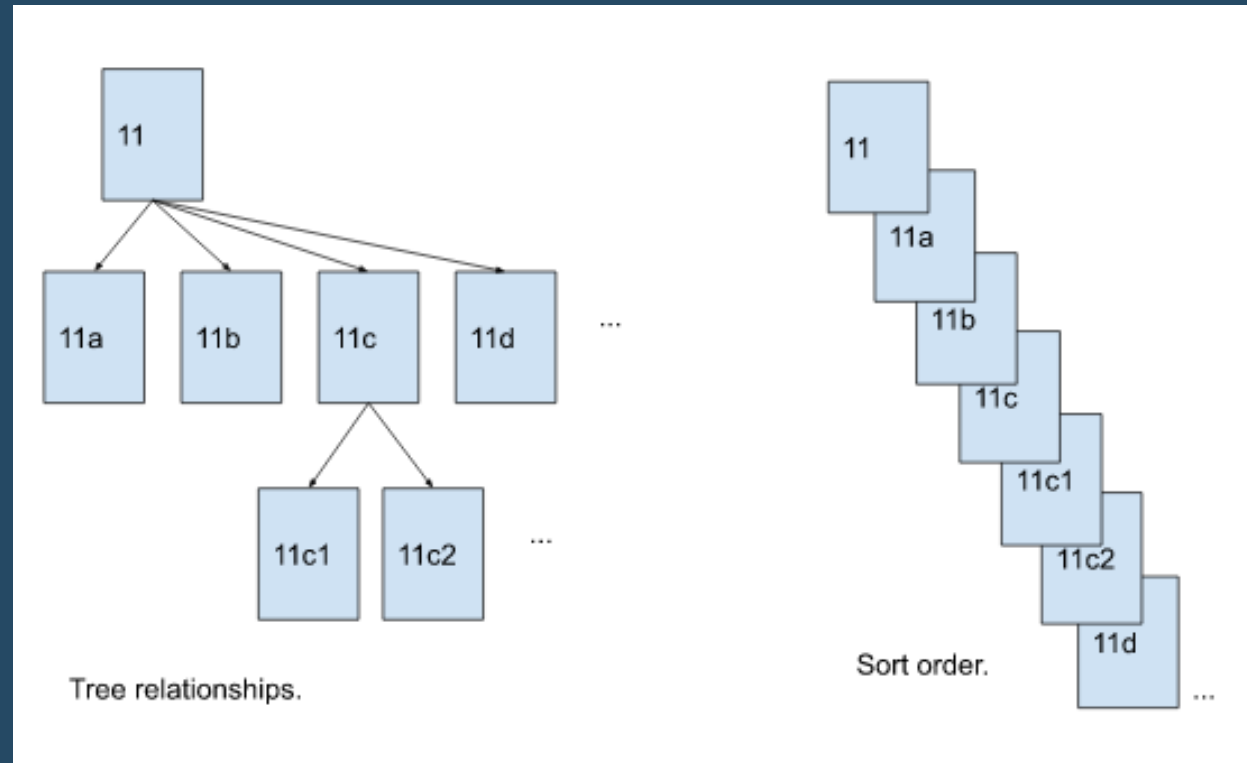 11
11a
11b
11c
11d
...
11c1
11c2
...
Tree relationships.
11
11a
11b
11c
11c1
11c2
11d
...
Sort order.